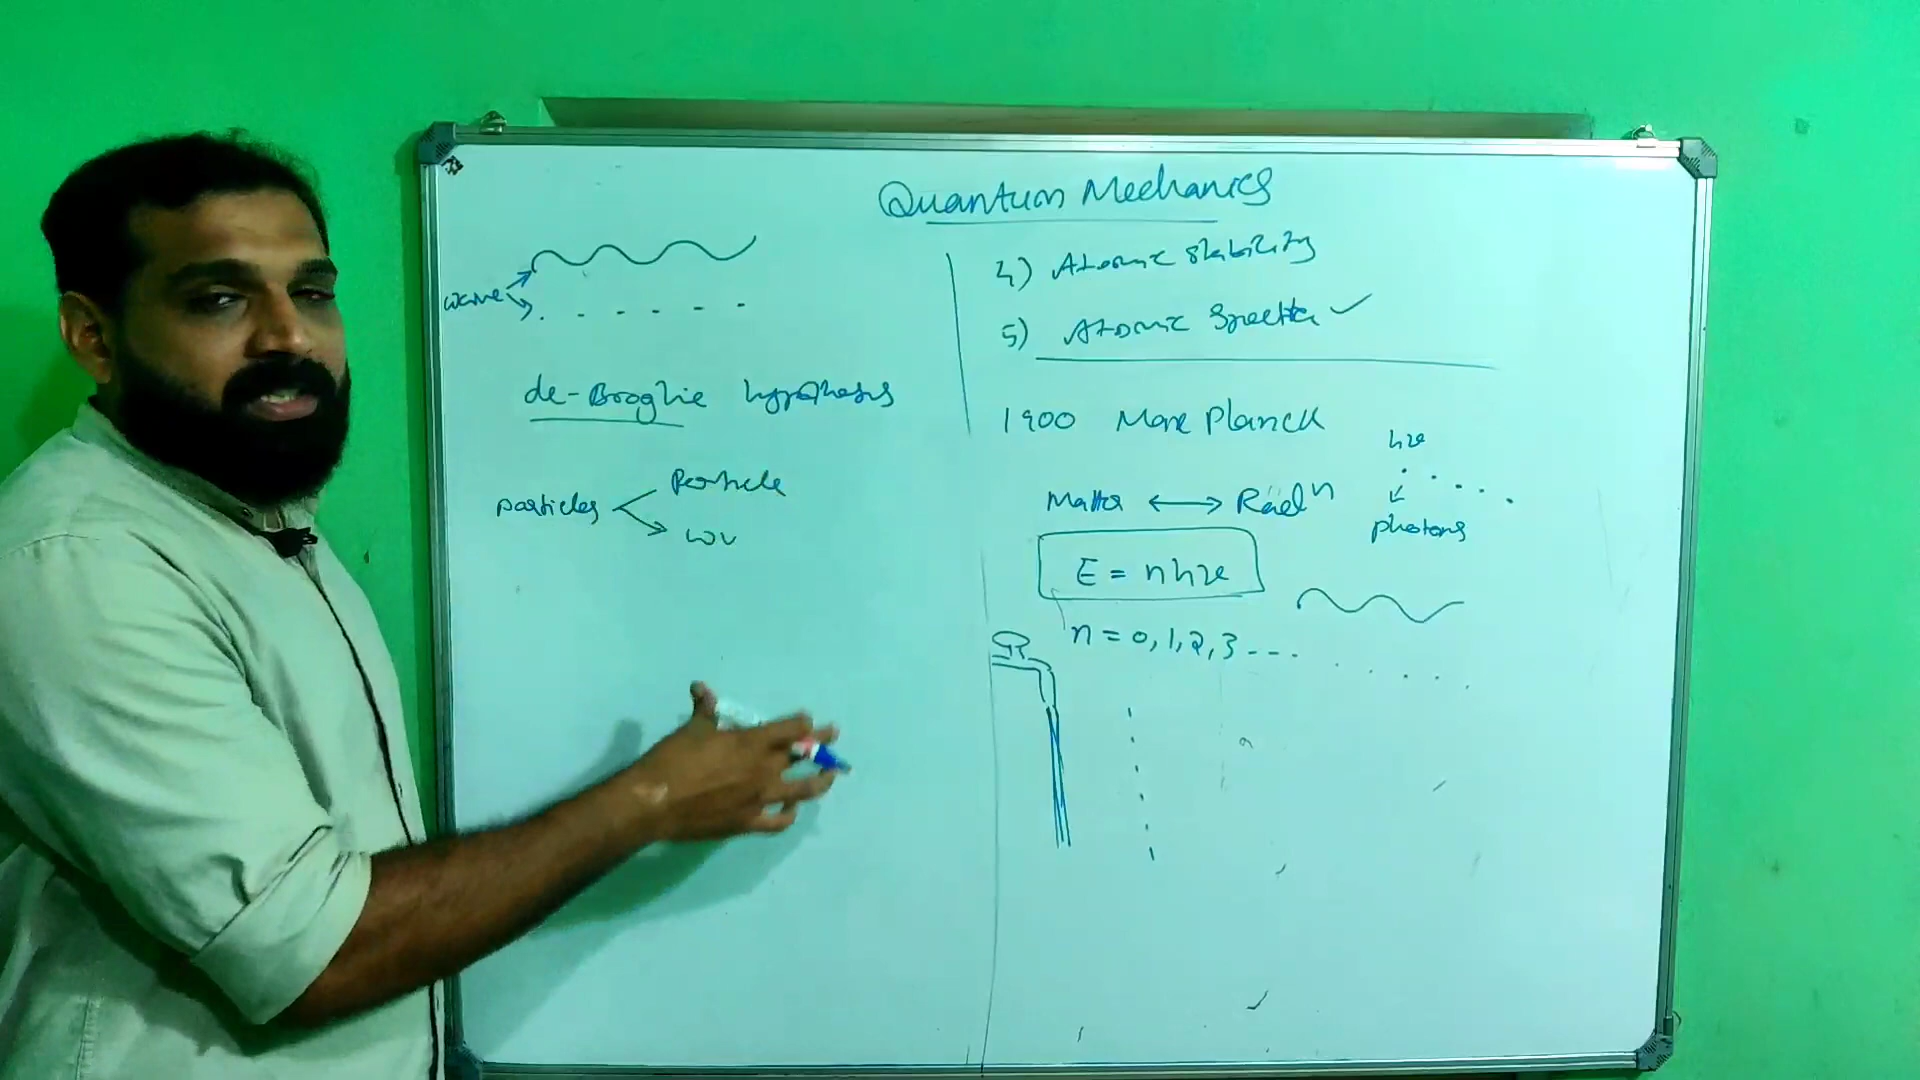 Quantum Mechanics
wave
de-Broglie hypothesis
particles
Particle
wv
4) Atomic Stability
5) Atomic Spectra ✓
1900 Max Planck
hν
Matter ⟷ Radⁿ
photons
E = nhν
n = 0, 1, 2, 3 ---